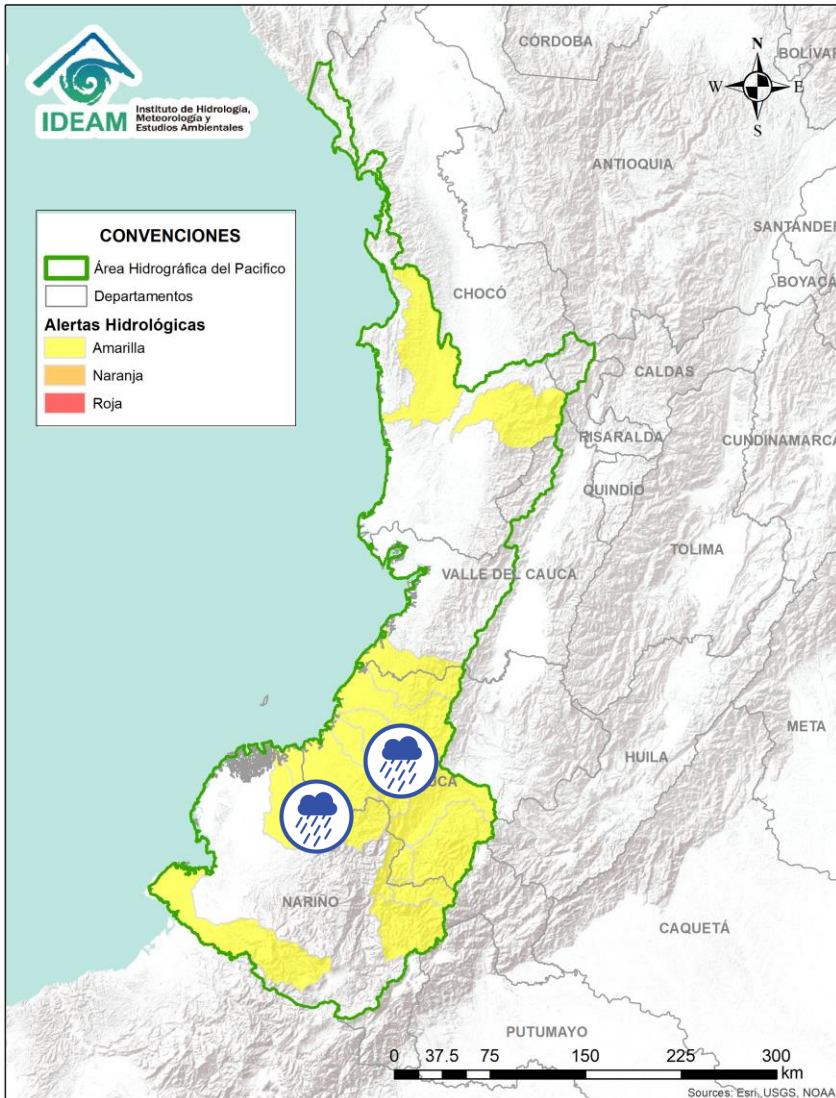 CÓRDOBA
BOLÍVAR
N
W
E
S
IDEAM
Instituto de Hidrología,
Meteorología y
Estudios Ambientales
ANTIOQUIA
CONVENCIONES
Área Hidrográfica del Pacifico
Departamentos
Alertas Hidrológicas
Amarilla
Naranja
Roja
SANTANDER
BOYACÁ
CHOCÓ
CALDAS
RISARALDA
CUNDINAMARCA
QUINDÍO
TOLIMA
VALLE DEL CAUCA
META
HUILA
UCA
NARIÑO
CAQUETÁ
PUTUMAYO
0 37.5 75 150 225 300
km
Sources: Esri, USGS, NOAA